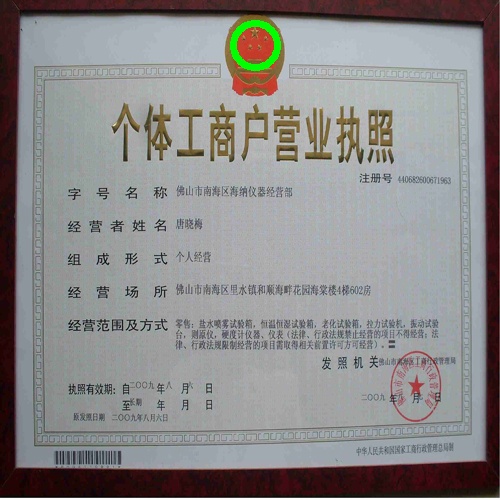 个体工商户营业执照
注册号 440682600671963
字号名称 佛山市南海区海纳仪器经营部
经营者姓名 唐晓梅
组成形式 个人经营
经营场所 佛山市南海区里水镇和顺海畔花园海棠楼4梯602房
经营范围及方式 零售：盐水喷雾试验箱，恒温恒湿试验箱，老化试验箱，拉力试验机，振动试验
台，测厚仪，硬度计仪器、仪表（法律、行政法规禁止经营的项目不得经营；法
律、行政法规限制经营的项目需取得相关前置许可方可经营）。
发照机关 佛山市南海区工商行政管理局
执照有效期：自二〇〇九年八月六日
至长期年月日
二〇〇九年八月六日
原发照日期 二〇〇九年八月六日
中华人民共和国国家工商行政管理总局制